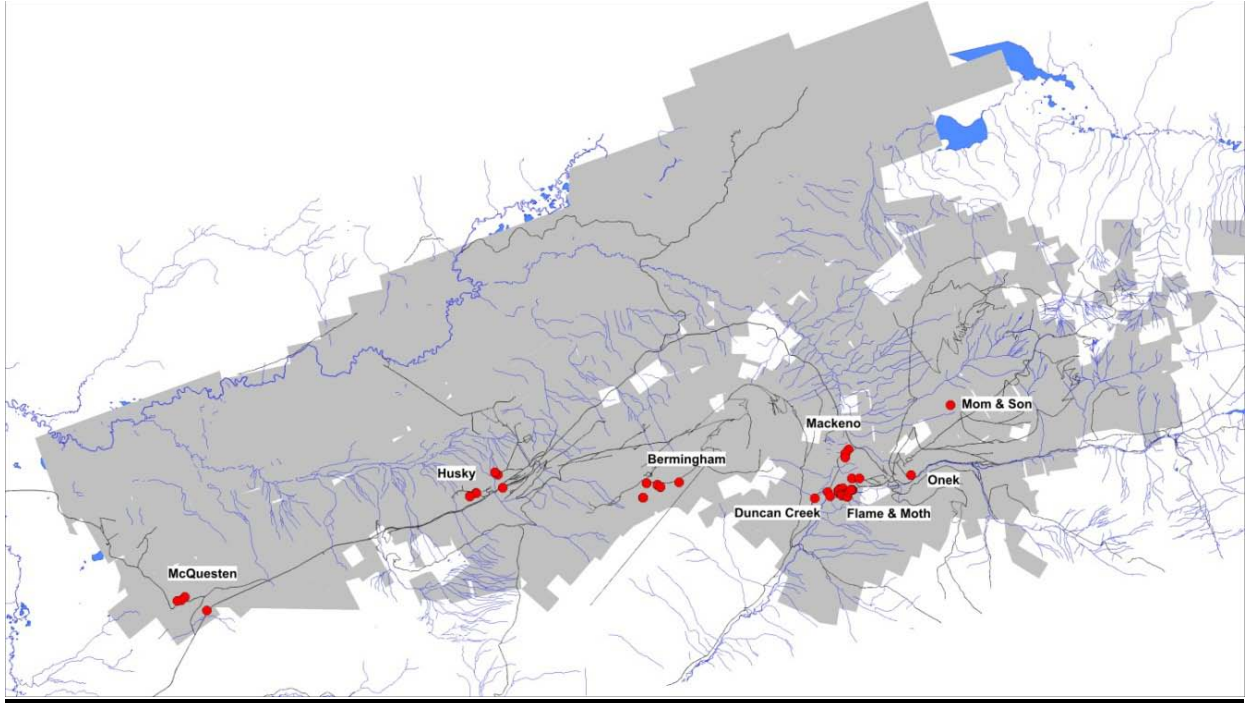 Mom & Son
Mackeno
Bermingham
Husky
Onek
Duncan Creek
Flame & Moth
McQuesten